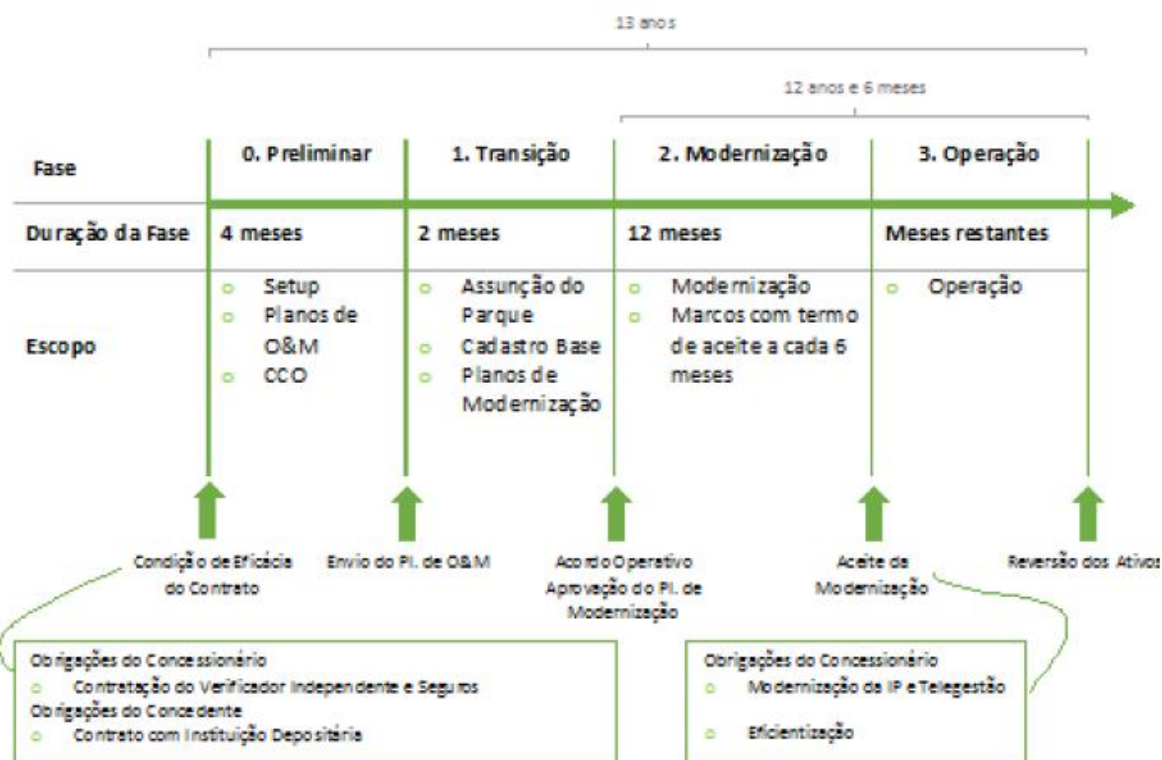 13 anos
12 anos e 6 meses
Fase
0. Preliminar
1. Transição
2. Modernização
3. Operação
Duração da Fase
4 meses
2 meses
12 meses
Meses restantes
Escopo
Setup
Planos de
O&M
CCO
Assunção do
Parque
Cadastro Base
Planos de
Modernização
Modernização
Marcos com termo
de aceite a cada 6
meses
Operação
Condição de Eficácia
do Contrato
Envio do Pl. de O&M
Acordo Operativo
Aprovação do Pl. de
Modernização
Aceite da
Modernização
Reversão dos Ativos
Obrigações do Concessionário
Contratação do Verificador Independente e Seguros
Obrigações do Concedente
Contrato com Instituição Depositária
Obrigações do Concessionário
Modernização da IP e Telegestão
Eficientização